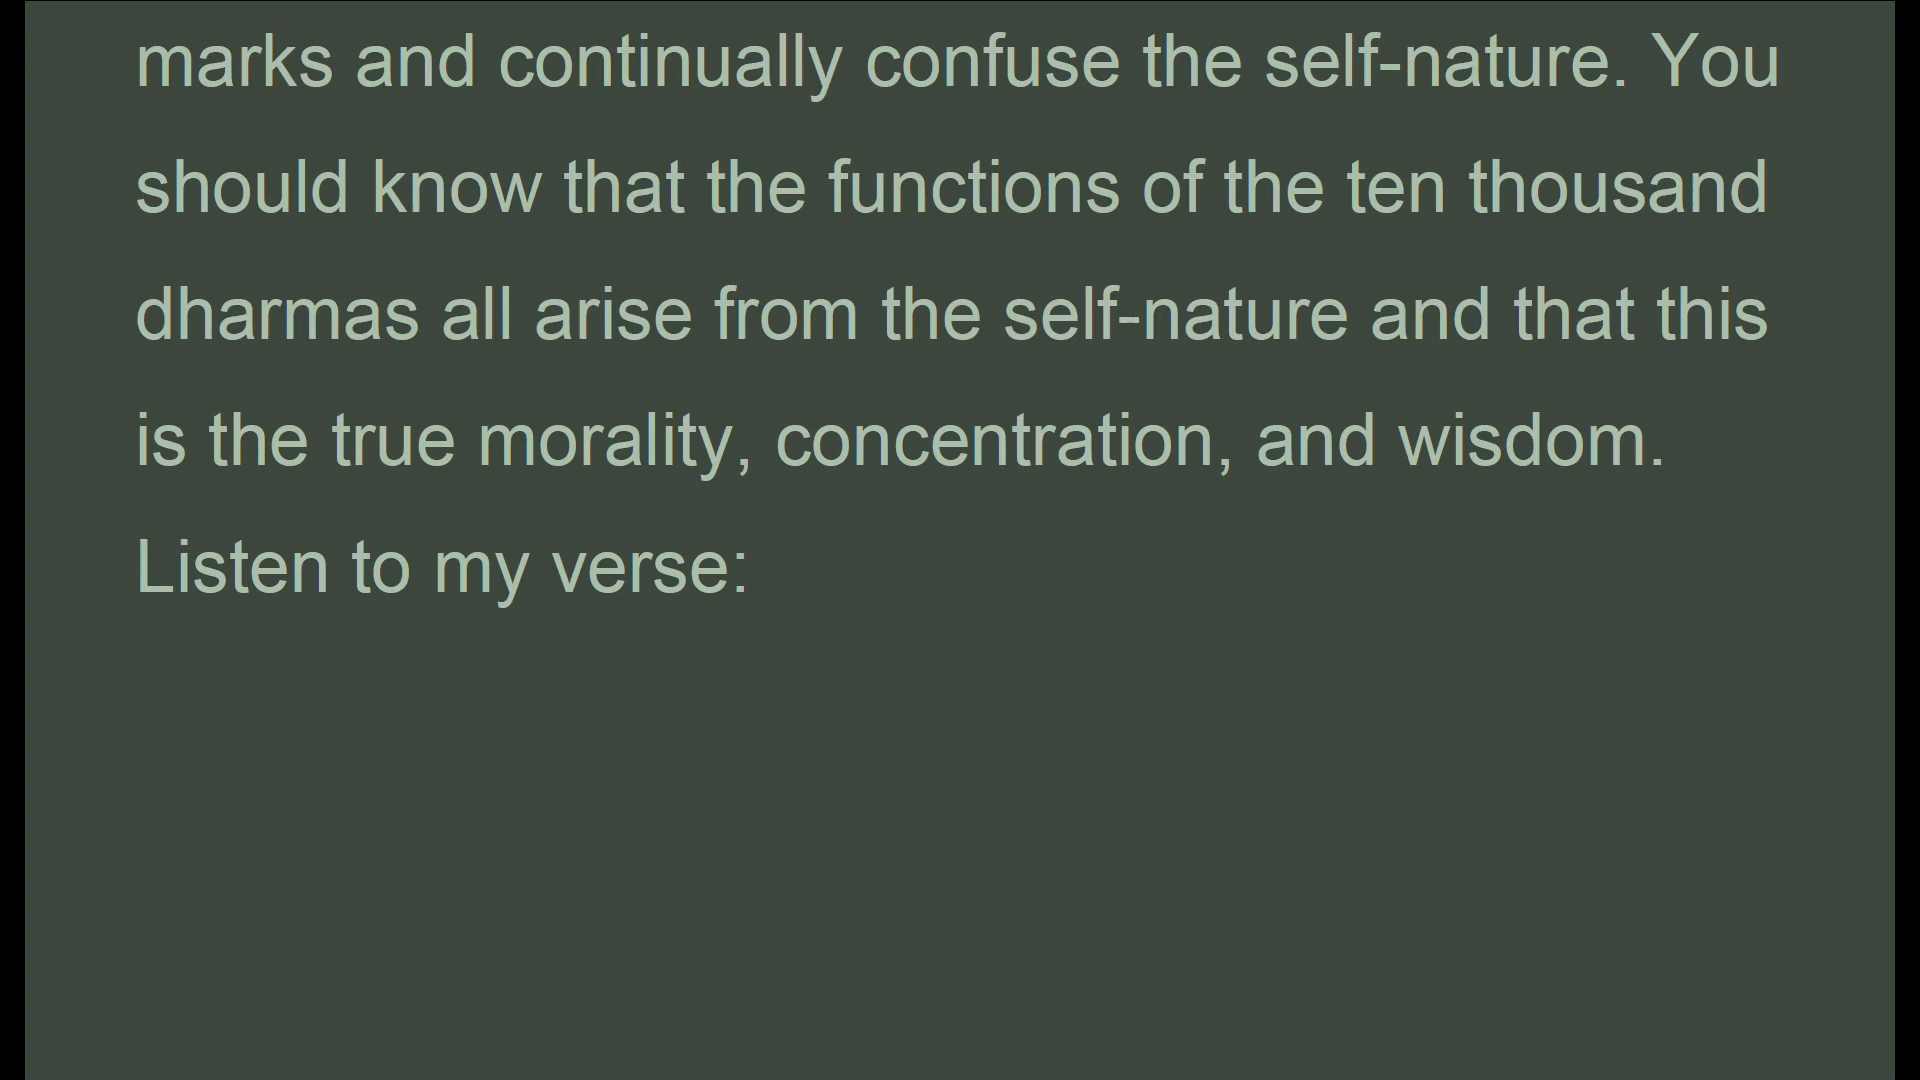 marks and continually confuse the self-nature. You
should know that the functions of the ten thousand
dharmas all arise from the self-nature and that this
is the true morality, concentration, and wisdom.
Listen to my verse: